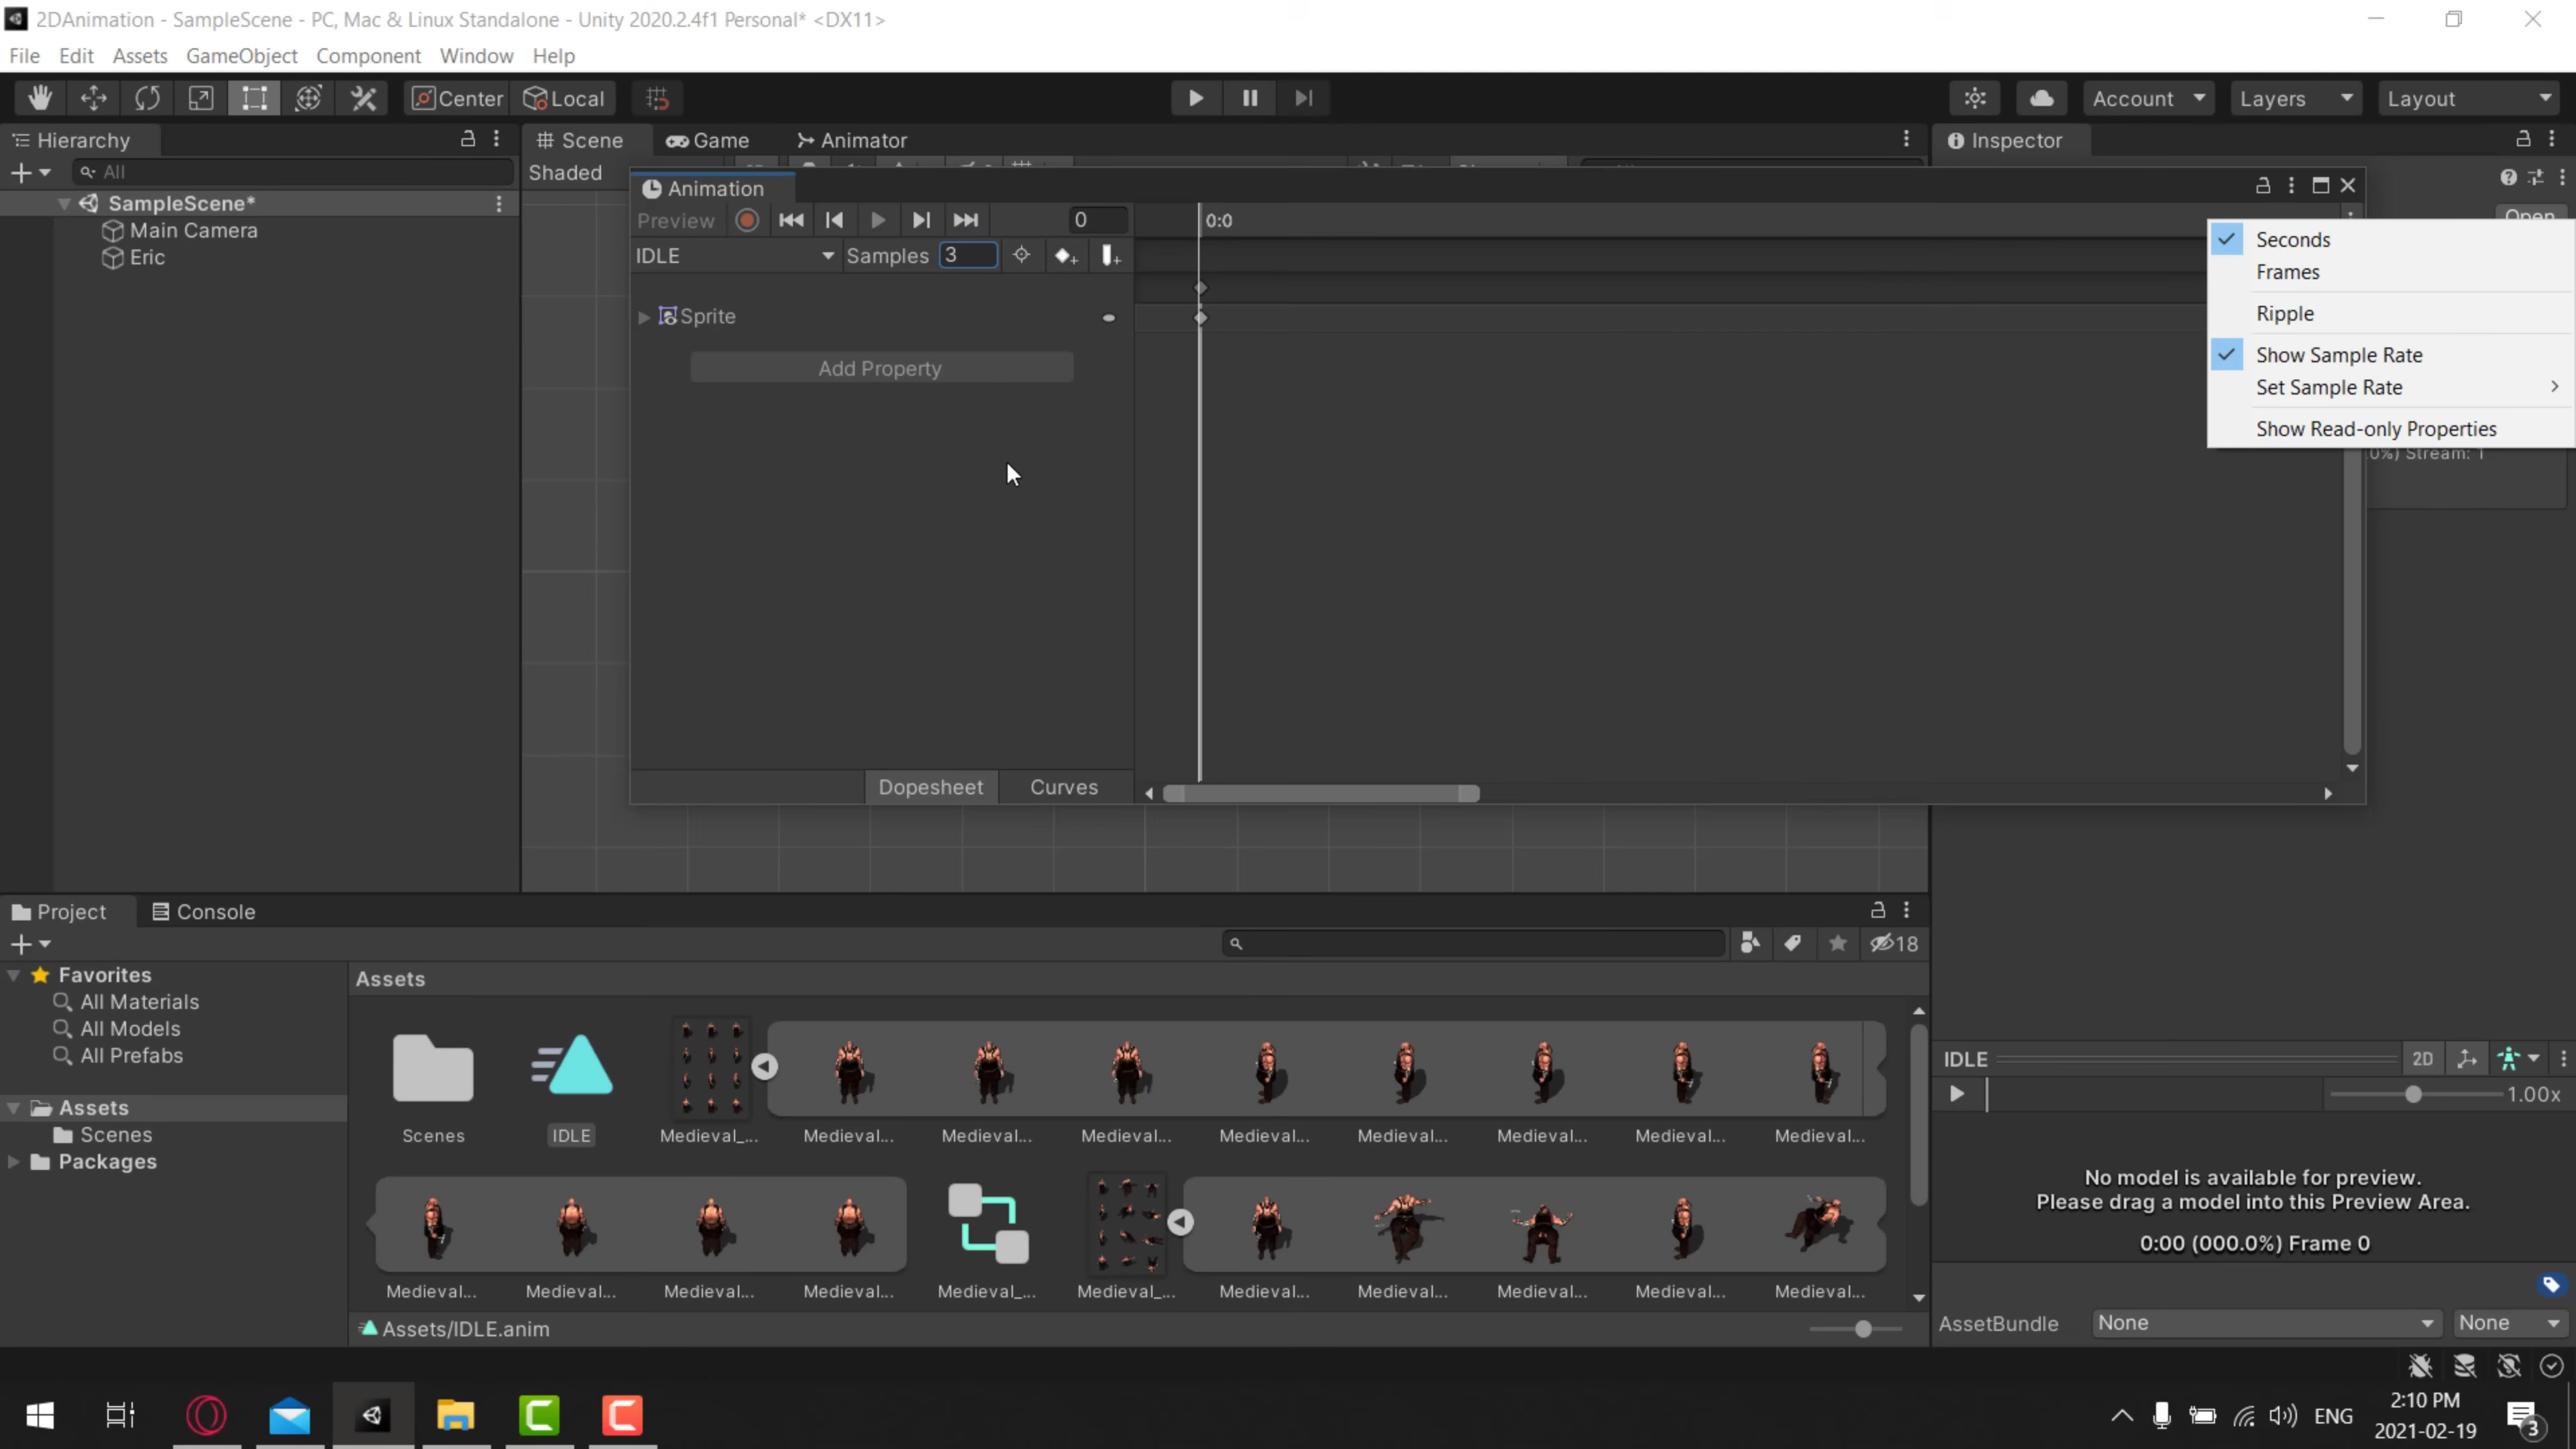 2DAnimation - SampleScene - PC, Mac & Linux Standalone - Unity 2020.2.4f1 Personal* <DX11>
File Edit Assets GameObject Component Window Help
Center Local Account Layers Layout
Hierarchy
All
SampleScene*
Main Camera
Eric
Scene Game Animator
Shaded
Inspector
Open
Animation
Preview 0 0:0
IDLE Samples 3
Sprite
Add Property
Dopesheet Curves
Seconds
Frames
Ripple
Show Sample Rate
Set Sample Rate
Show Read-only Properties
.0%) Stream: 1
Project Console
18
Favorites
All Materials
All Models
All Prefabs
Assets
Scenes
Packages
Assets
Scenes IDLE Medieval_... Medieval... Medieval... Medieval... Medieval... Medieval... Medieval... Medieval... Medieval...
Medieval... Medieval... Medieval... Medieval... Medieval_... Medieval_... Medieval... Medieval... Medieval... Medieval... Medieval...
Assets/IDLE.anim
IDLE 2D
1.00x
No model is available for preview.
Please drag a model into this Preview Area.
0:00 (000.0%) Frame 0
AssetBundle None None
ENG
2:10 PM
2021-02-19
3